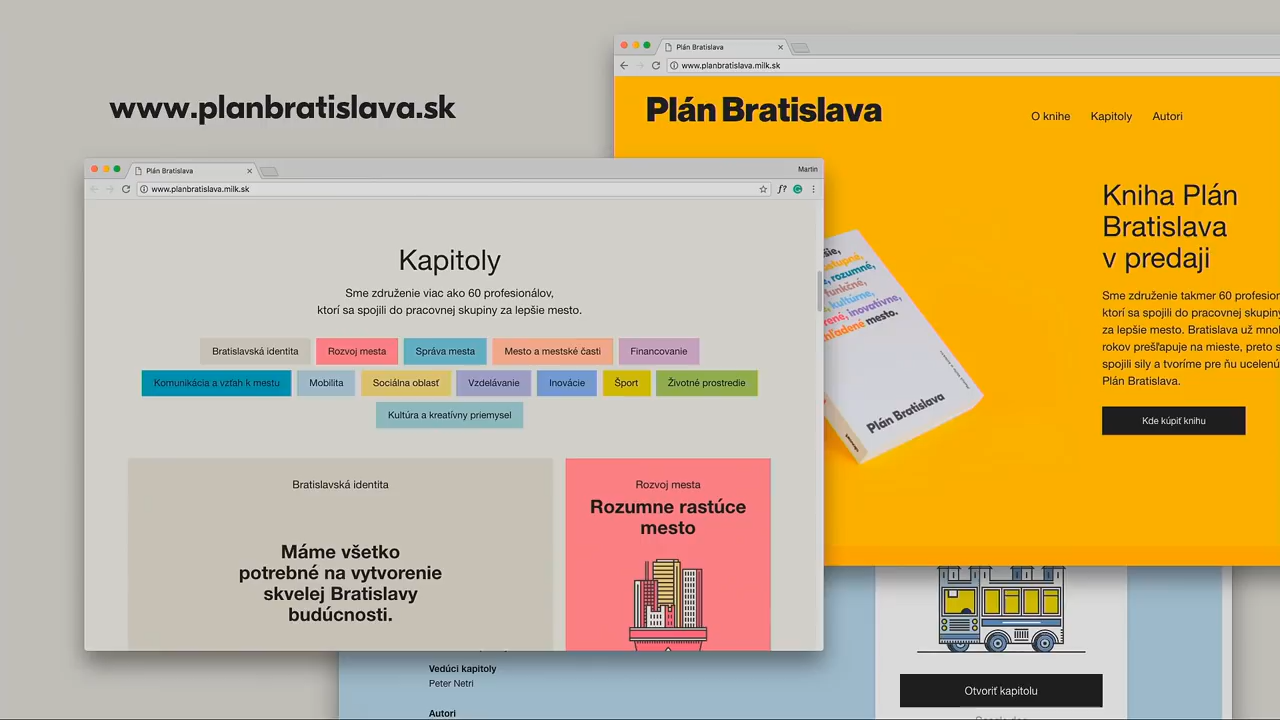 www.planbratislava.sk
Plán Bratislava
www.planbratislava.milk.sk
Plán Bratislava
O knihe
Kapitoly
Autori
Kniha Plán
Bratislava
v predaji
Sme združenie takmer 60
ktorí sa spojili do pracovnej
za lepšie mesto. Bratislava už
rokov prešľapuje na mieste, preto
spojili sily a tvoríme pre ňu
Plán Bratislava.
Kde kúpiť knihu
rozumné,
funkčné,
kultúrne,
inovatívne,
mesto.
Plán Bratislava
Plán Bratislava
Martin
www.planbratislava.milk.sk
Kapitoly
Sme združenie viac ako 60 profesionálov,
ktorí sa spojili do pracovnej skupiny za lepšie mesto.
Bratislavská identita
Rozvoj mesta
Správa mesta
Mesto a mestské časti
Financovanie
Komunikácia a vzťah k mestu
Mobilita
Sociálna oblasť
Vzdelávanie
Inovácie
Šport
Životné prostredie
Kultúra a kreatívny priemysel
Bratislavská identita
Máme všetko
potrebné na vytvorenie
skvelej Bratislavy
budúcnosti.
Rozvoj mesta
Rozumne rastúce
mesto
Vedúci kapitoly
Peter Netri
Autori
Otvoriť kapitolu